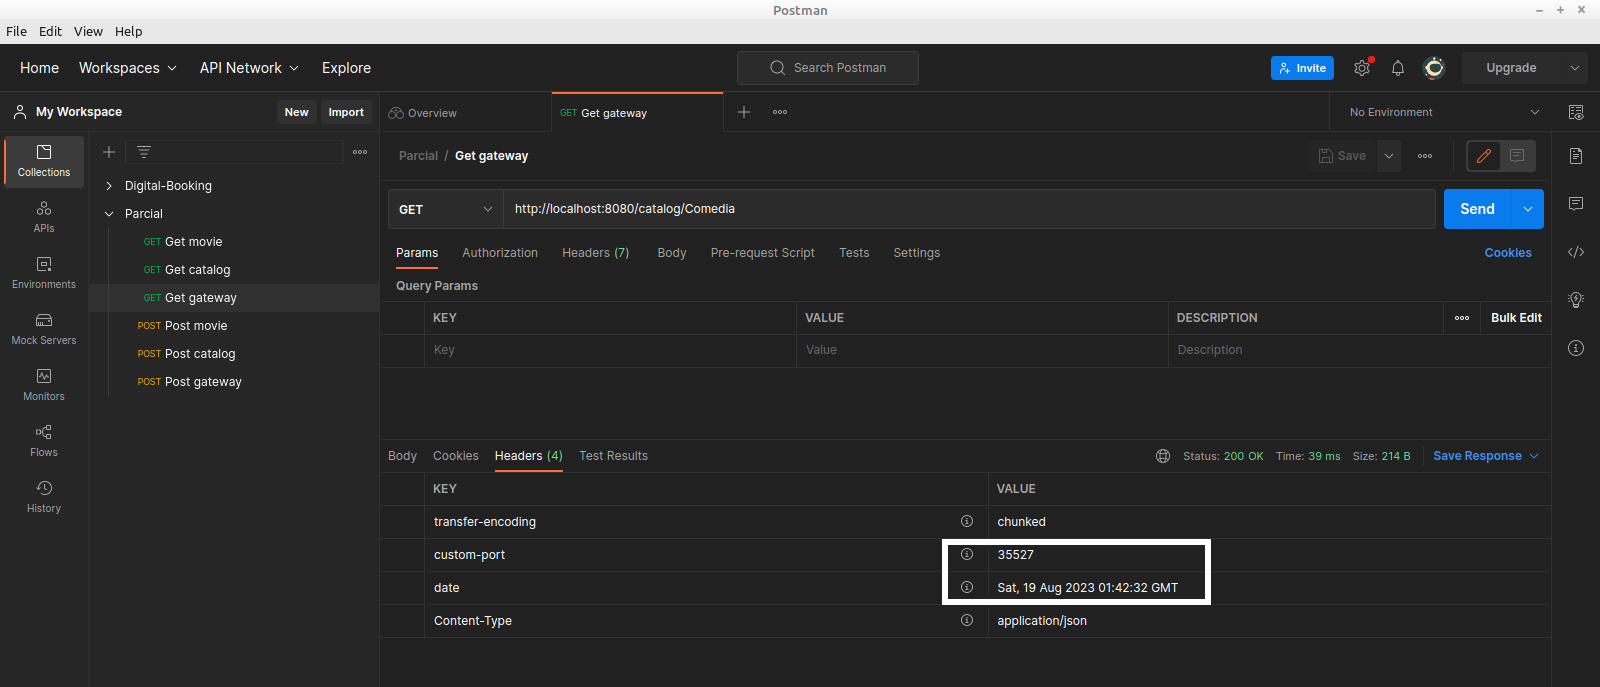 Postman
File Edit View Help
Home Workspaces API Network Explore
Search Postman
Invite
Upgrade
My Workspace
New Import
Overview
GET Get gateway
No Environment
Collections
APIs
Environments
Mock Servers
Monitors
Flows
History
Digital-Booking
Parcial
GET Get movie
GET Get catalog
GET Get gateway
POST Post movie
POST Post catalog
POST Post gateway
Parcial / Get gateway
Save
GET http://localhost:8080/catalog/Comedia
Send
Params Authorization Headers (7) Body Pre-request Script Tests Settings
Cookies
Query Params
KEY VALUE DESCRIPTION
Bulk Edit
Key Value Description
Body Cookies Headers (4) Test Results
Status: 200 OK Time: 39 ms Size: 214 B Save Response
KEY VALUE
transfer-encoding chunked
custom-port 35527
date Sat, 19 Aug 2023 01:42:32 GMT
Content-Type application/json